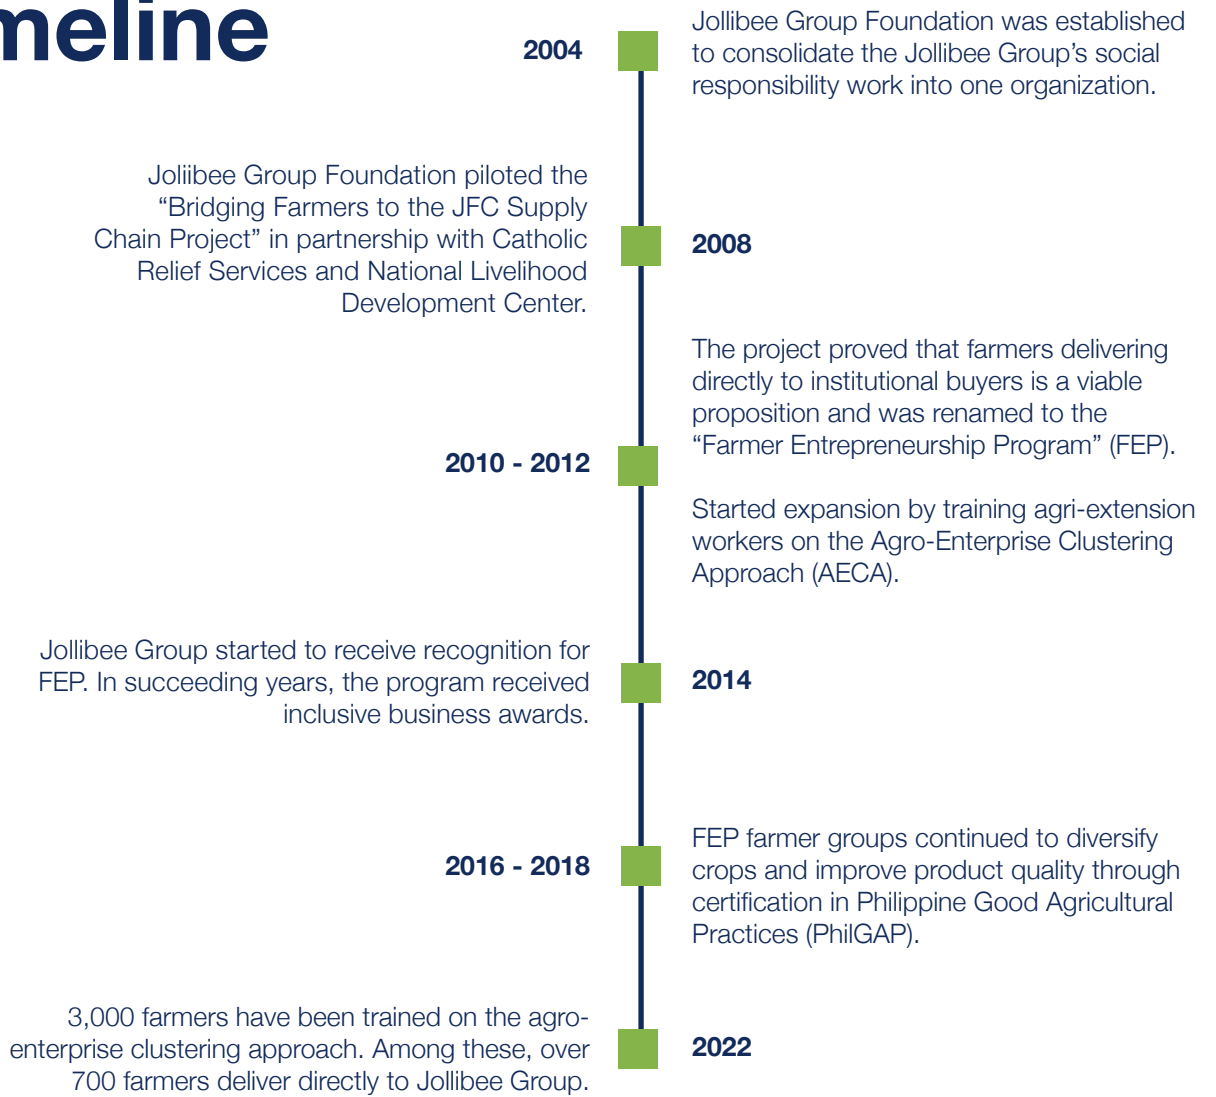 meline
2004
Jollibee Group Foundation was established
to consolidate the Jollibee Group’s social
responsibility work into one organization.
Joliibee Group Foundation piloted the
“Bridging Farmers to the JFC Supply
Chain Project” in partnership with Catholic
Relief Services and National Livelihood
Development Center.
2008
The project proved that farmers delivering
directly to institutional buyers is a viable
proposition and was renamed to the
“Farmer Entrepreneurship Program” (FEP).
2010 - 2012
Started expansion by training agri-extension
workers on the Agro-Enterprise Clustering
Approach (AECA).
Jollibee Group started to receive recognition for
FEP. In succeeding years, the program received
inclusive business awards.
2014
2016 - 2018
FEP farmer groups continued to diversify
crops and improve product quality through
certification in Philippine Good Agricultural
Practices (PhilGAP).
3,000 farmers have been trained on the agro-
enterprise clustering approach. Among these, over
700 farmers deliver directly to Jollibee Group.
2022